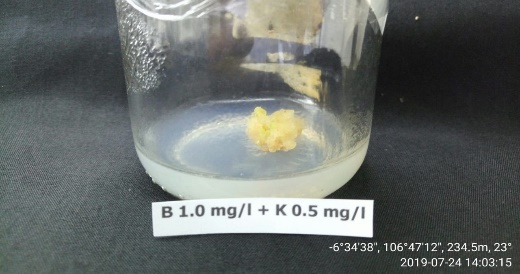 B 1.0 mg/l + K 0.5 mg/l
-6°34'38", 106°47'12", 234.5m, 23°
2019-07-24 14:03:15